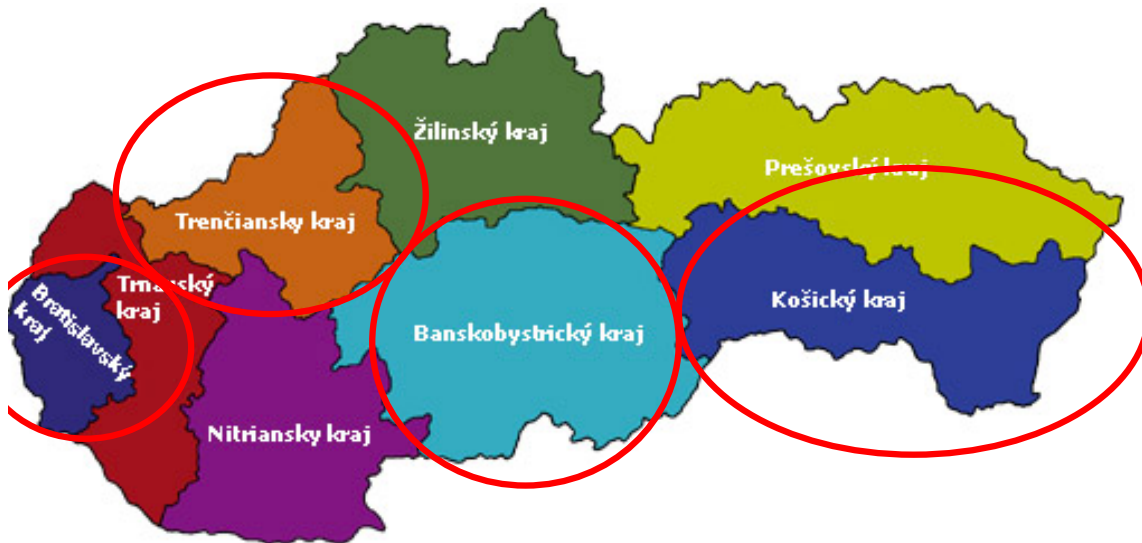 Žilinský kraj
Prešovský kraj
Trenčiansky kraj
Trnavský
kraj
Bratislavský
kraj
Košický kraj
Banskobystrický kraj
Nitriansky kraj